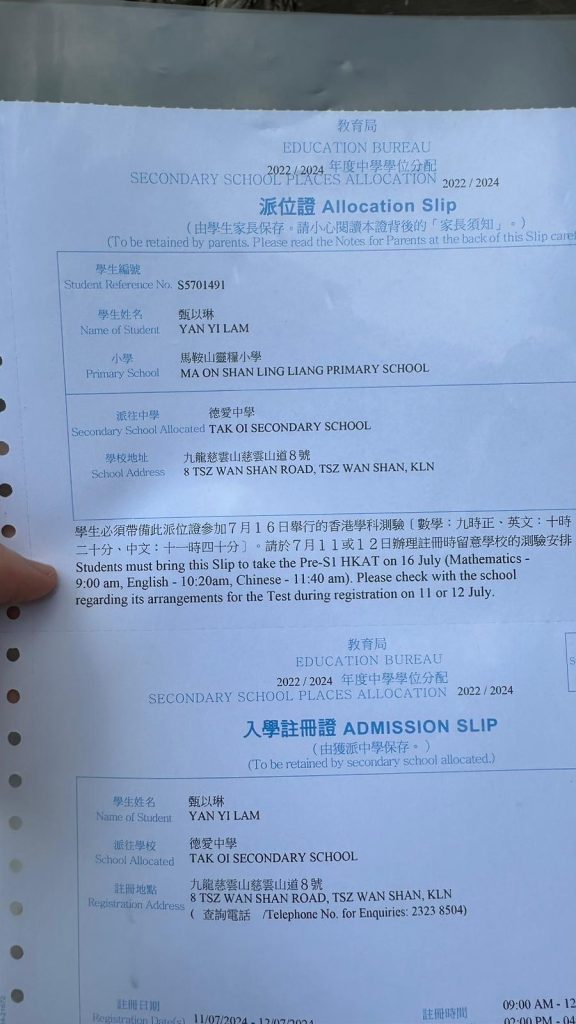 教育局
EDUCATION BUREAU
2022 / 2024 年度中學學位分配
SECONDARY SCHOOL PLACES ALLOCATION 2022 / 2024
派位證 Allocation Slip
（由學生家長保存。請小心閱讀本證背後的「家長須知」。）
(To be retained by parents. Please read the Notes for Parents at the back of this Slip
學生編號
Student Reference No. S5701491
學生姓名 甄以琳
Name of Student YAN YI LAM
小學 馬鞍山靈糧小學
Primary School MA ON SHAN LING LIANG PRIMARY SCHOOL
派往中學 德愛中學
Secondary School Allocated TAK OI SECONDARY SCHOOL
學校地址 九龍慈雲山慈雲山道８號
School Address 8 TSZ WAN SHAN ROAD, TSZ WAN SHAN, KLN
學生必須帶備此派位證參加７月１６日舉行的香港學科測驗〔數學：九時正、英文：十時
二十分、中文：十一時四十分〕。請於７月１１或１２日辦理註冊時留意學校的測驗安排
Students must bring this Slip to take the Pre-S1 HKAT on 16 July (Mathematics -
9:00 am, English - 10:20am, Chinese - 11:40 am). Please check with the school
regarding its arrangements for the Test during registration on 11 or 12 July.
教育局
EDUCATION BUREAU
2022 / 2024 年度中學學位分配
SECONDARY SCHOOL PLACES ALLOCATION 2022 / 2024
入學註冊證 ADMISSION SLIP
（由獲派中學保存。）
(To be retained by secondary school allocated.)
學生姓名 甄以琳
Name of Student YAN YI LAM
派往學校 德愛中學
School Allocated TAK OI SECONDARY SCHOOL
註冊地點 九龍慈雲山慈雲山道８號
Registration Address 8 TSZ WAN SHAN ROAD, TSZ WAN SHAN, KLN
( 查詢電話 /Telephone No. for Enquiries: 2323 8504)
註冊日期 註冊時間 09:00 AM - 12
Registration Date(s) 11/07/2024 - 12/07/2024 02:00 PM - 04